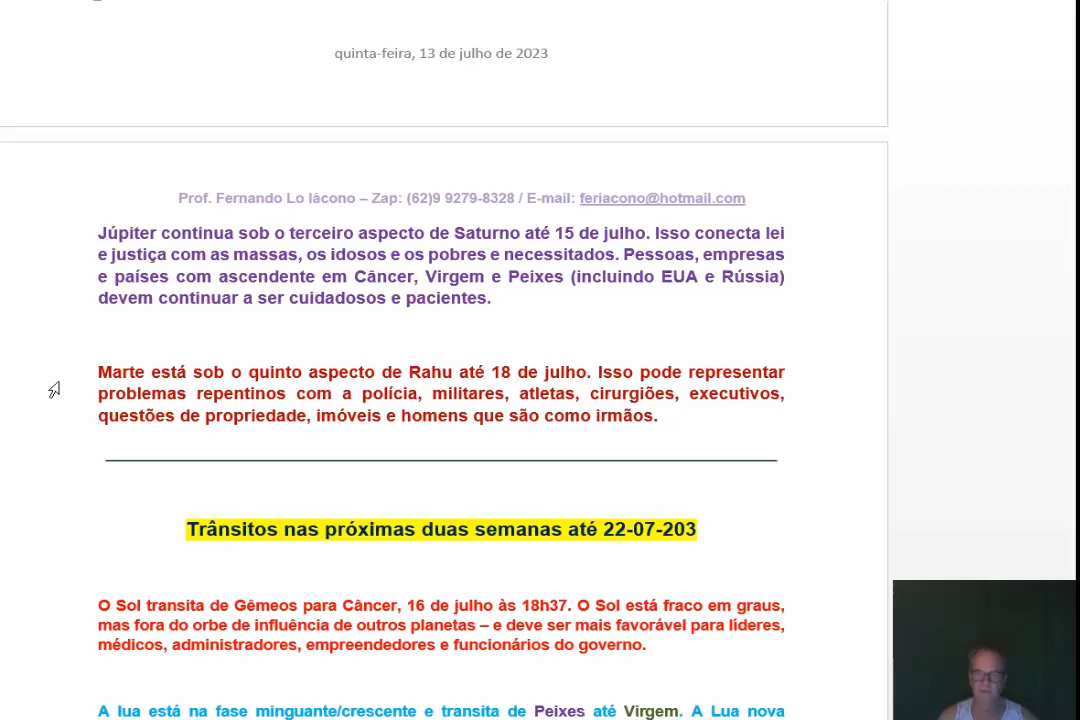 quinta-feira, 13 de julho de 2023
Prof. Fernando Lo Iácono – Zap: (62)9 9279-8328 / E-mail: feriacono@hotmail.com
Júpiter continua sob o terceiro aspecto de Saturno até 15 de julho. Isso conecta lei
e justiça com as massas, os idosos e os pobres e necessitados. Pessoas, empresas
e países com ascendente em Câncer, Virgem e Peixes (incluindo EUA e Rússia)
devem continuar a ser cuidadosos e pacientes.
Marte está sob o quinto aspecto de Rahu até 18 de julho. Isso pode representar
problemas repentinos com a polícia, militares, atletas, cirurgiões, executivos,
questões de propriedade, imóveis e homens que são como irmãos.
Trânsitos nas próximas duas semanas até 22-07-203
O Sol transita de Gêmeos para Câncer, 16 de julho às 18h37. O Sol está fraco em graus,
mas fora do orbe de influência de outros planetas – e deve ser mais favorável para líderes,
médicos, administradores, empreendedores e funcionários do governo.
A lua está na fase minguante/crescente e transita de Peixes até Virgem. A Lua nova